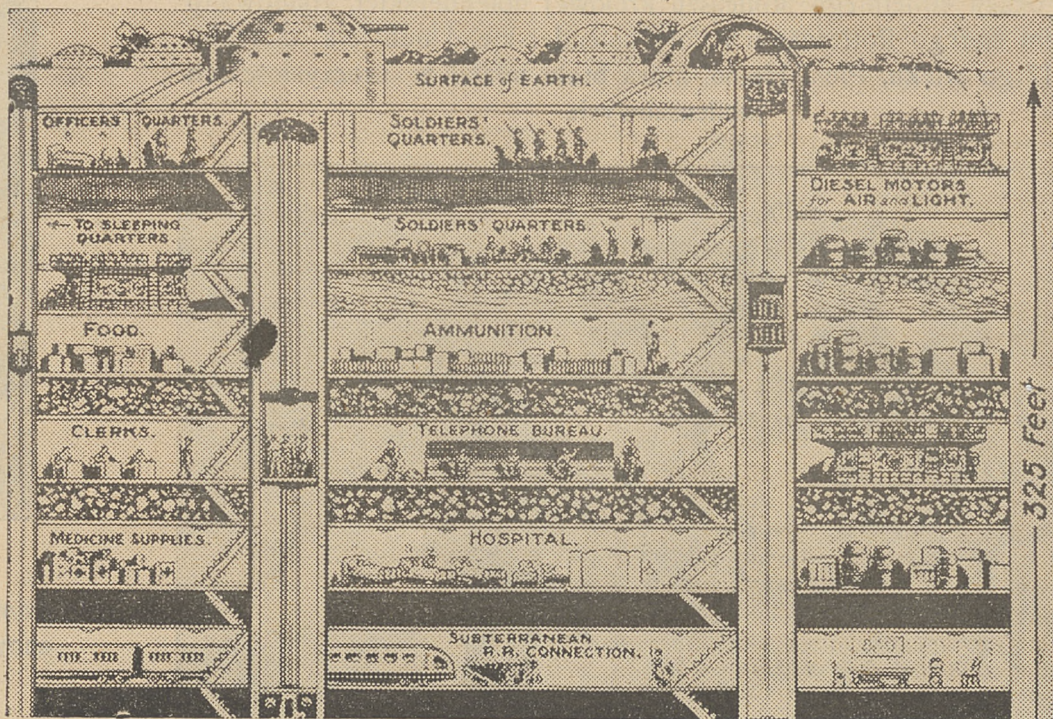 SURFACE of EARTH.
OFFICERS' QUARTERS.
SOLDIERS'
QUARTERS.
DIESEL MOTORS
for AIR and LIGHT.
←TO SLEEPING
QUARTERS.
SOLDIERS' QUARTERS.
FOOD.
AMMUNITION.
CLERKS.
TELEPHONE BUREAU.
325 Feet
MEDICINE SUPPLIES.
HOSPITAL.
SUBTERRANEAN
R.R. CONNECTION.